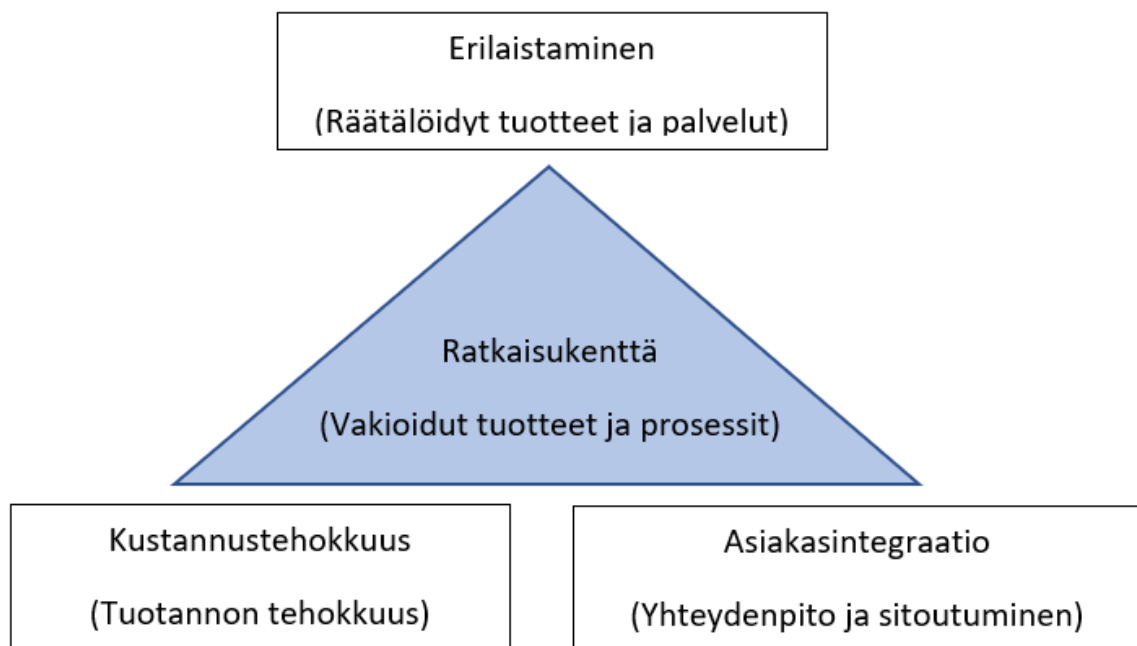 Erilaistaminen
(Räätälöidyt tuotteet ja palvelut)
Ratkaisukenttä
(Vakioidut tuotteet ja prosessit)
Kustannustehokkuus
(Tuotannon tehokkuus)
Asiakasintegraatio
(Yhteydenpito ja sitoutuminen)